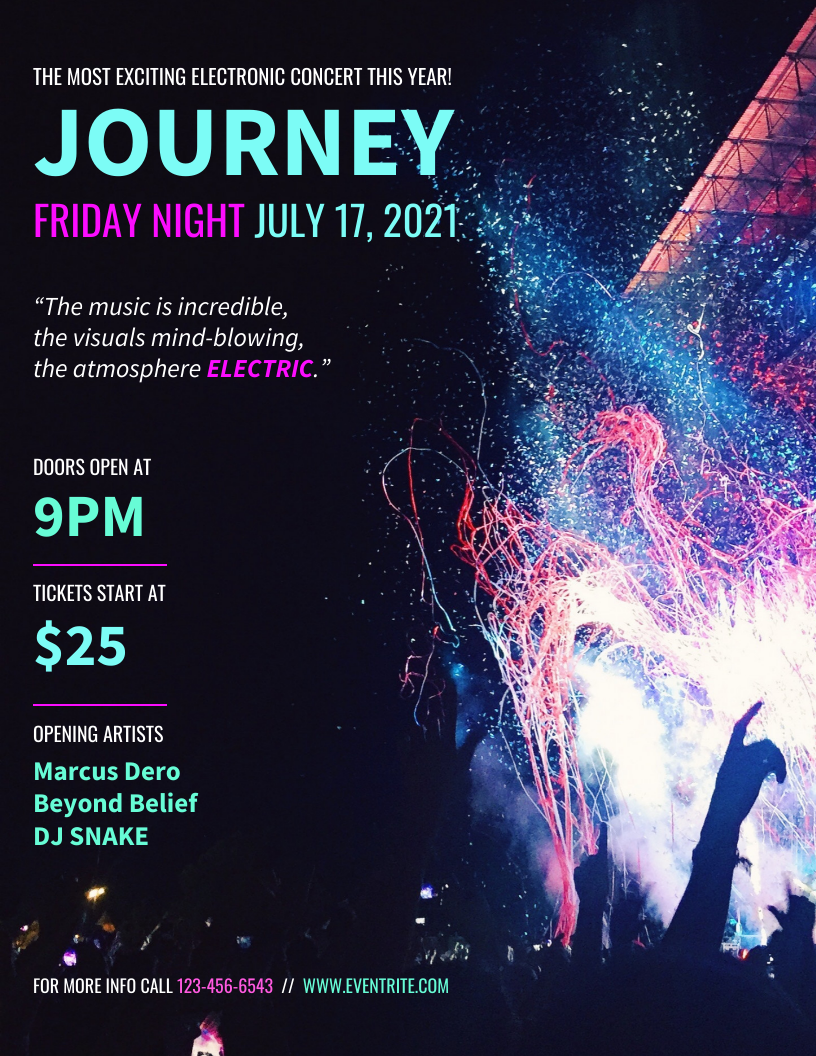 THE MOST EXCITING ELECTRONIC CONCERT THIS YEAR!
JOURNEY
FRIDAY NIGHT JULY 17, 2021
“The music is incredible,
the visuals mind-blowing,
the atmosphere ELECTRIC.”
DOORS OPEN AT
9PM
TICKETS START AT
$25
OPENING ARTISTS
Marcus Dero
Beyond Belief
DJ SNAKE
FOR MORE INFO CALL 123-456-6543 // WWW.EVENTRITE.COM